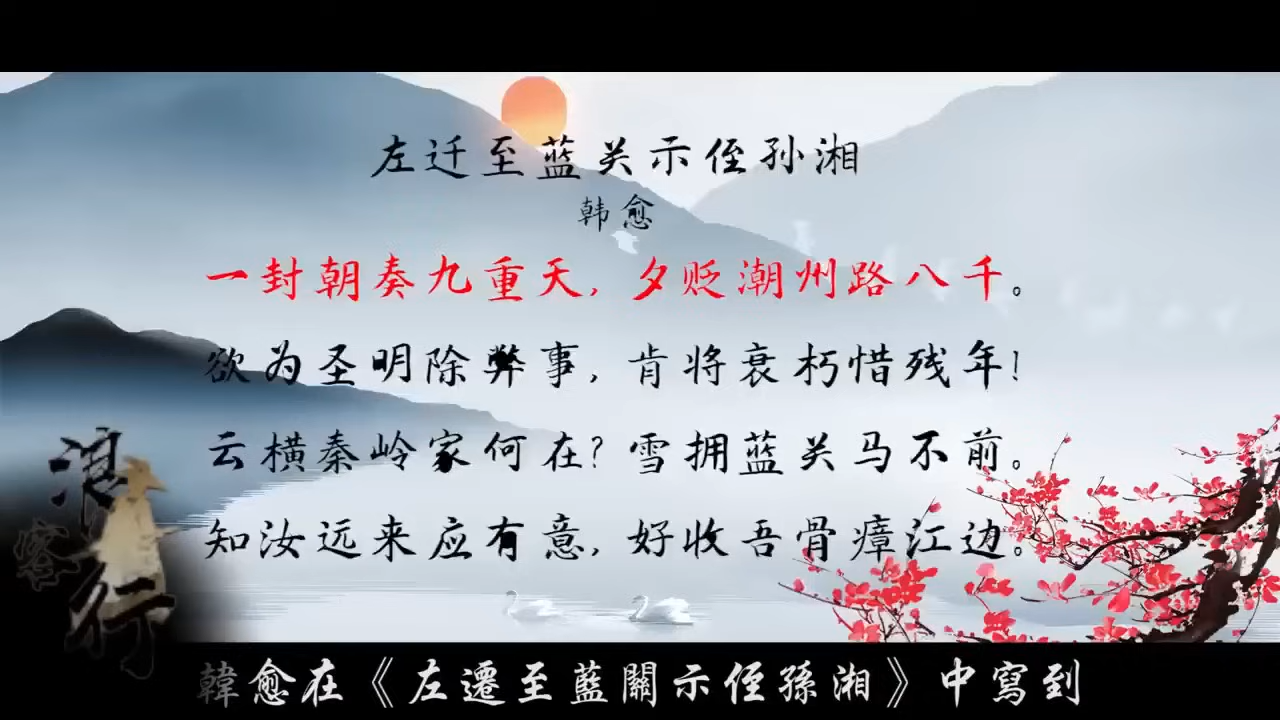 左迁至蓝关示侄孙湘
韩愈
一封朝奏九重天, 夕贬潮州路八千。
欲为圣明除弊事, 肯将衰朽惜残年!
云横秦岭家何在? 雪拥蓝关马不前。
知汝远来应有意, 好收吾骨瘴江边。
浪客行
韓愈在《左遷至藍關示侄孫湘》中寫到